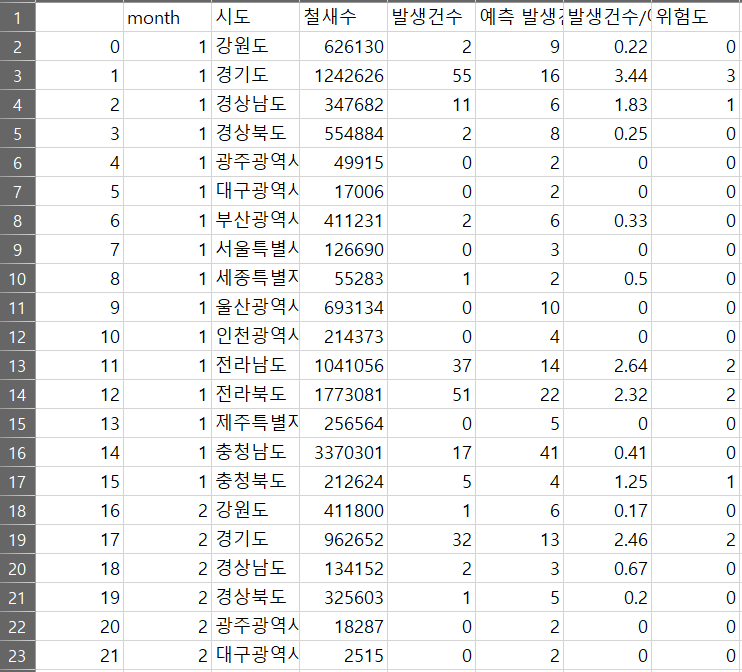 1 month 시도 철새수 발생건수 예측 발생 발생건수/ 위험도
2 0 1 강원도 626130 2 9 0.22 0
3 1 1 경기도 1242626 55 16 3.44 3
4 2 1 경상남도 347682 11 6 1.83 1
5 3 1 경상북도 554884 2 8 0.25 0
6 4 1 광주광역시 49915 0 2 0 0
7 5 1 대구광역시 17006 0 2 0 0
8 6 1 부산광역시 411231 2 6 0.33 0
9 7 1 서울특별시 126690 0 3 0 0
10 8 1 세종특별자 55283 1 2 0.5 0
11 9 1 울산광역시 693134 0 10 0 0
12 10 1 인천광역시 214373 0 4 0 0
13 11 1 전라남도 1041056 37 14 2.64 2
14 12 1 전라북도 1773081 51 22 2.32 2
15 13 1 제주특별자 256564 0 5 0 0
16 14 1 충청남도 3370301 17 41 0.41 0
17 15 1 충청북도 212624 5 4 1.25 1
18 16 2 강원도 411800 1 6 0.17 0
19 17 2 경기도 962652 32 13 2.46 2
20 18 2 경상남도 134152 2 3 0.67 0
21 19 2 경상북도 325603 1 5 0.2 0
22 20 2 광주광역시 18287 0 2 0 0
23 21 2 대구광역시 2515 0 2 0 0